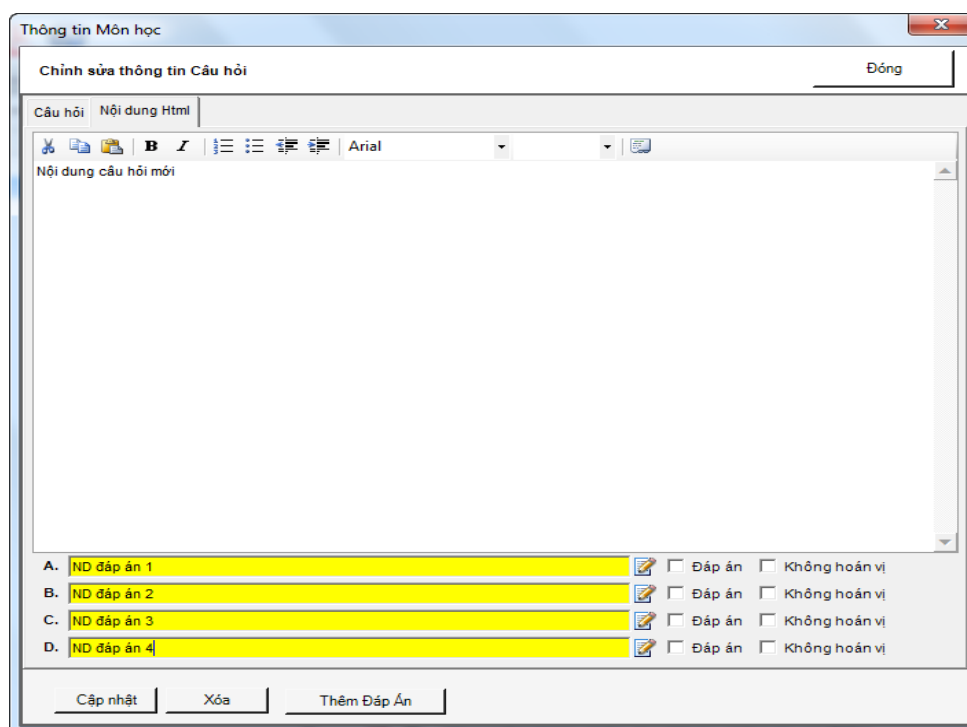 Thông tin Môn học
Chỉnh sửa thông tin Câu hỏi Đóng
Câu hỏi Nội dung Html
B I Arial
Nội dung câu hỏi mới
A. ND đáp án 1 Đáp án Không hoán vị
B. ND đáp án 2 Đáp án Không hoán vị
C. ND đáp án 3 Đáp án Không hoán vị
D. ND đáp án 4 Đáp án Không hoán vị
Cập nhật Xóa Thêm Đáp Án